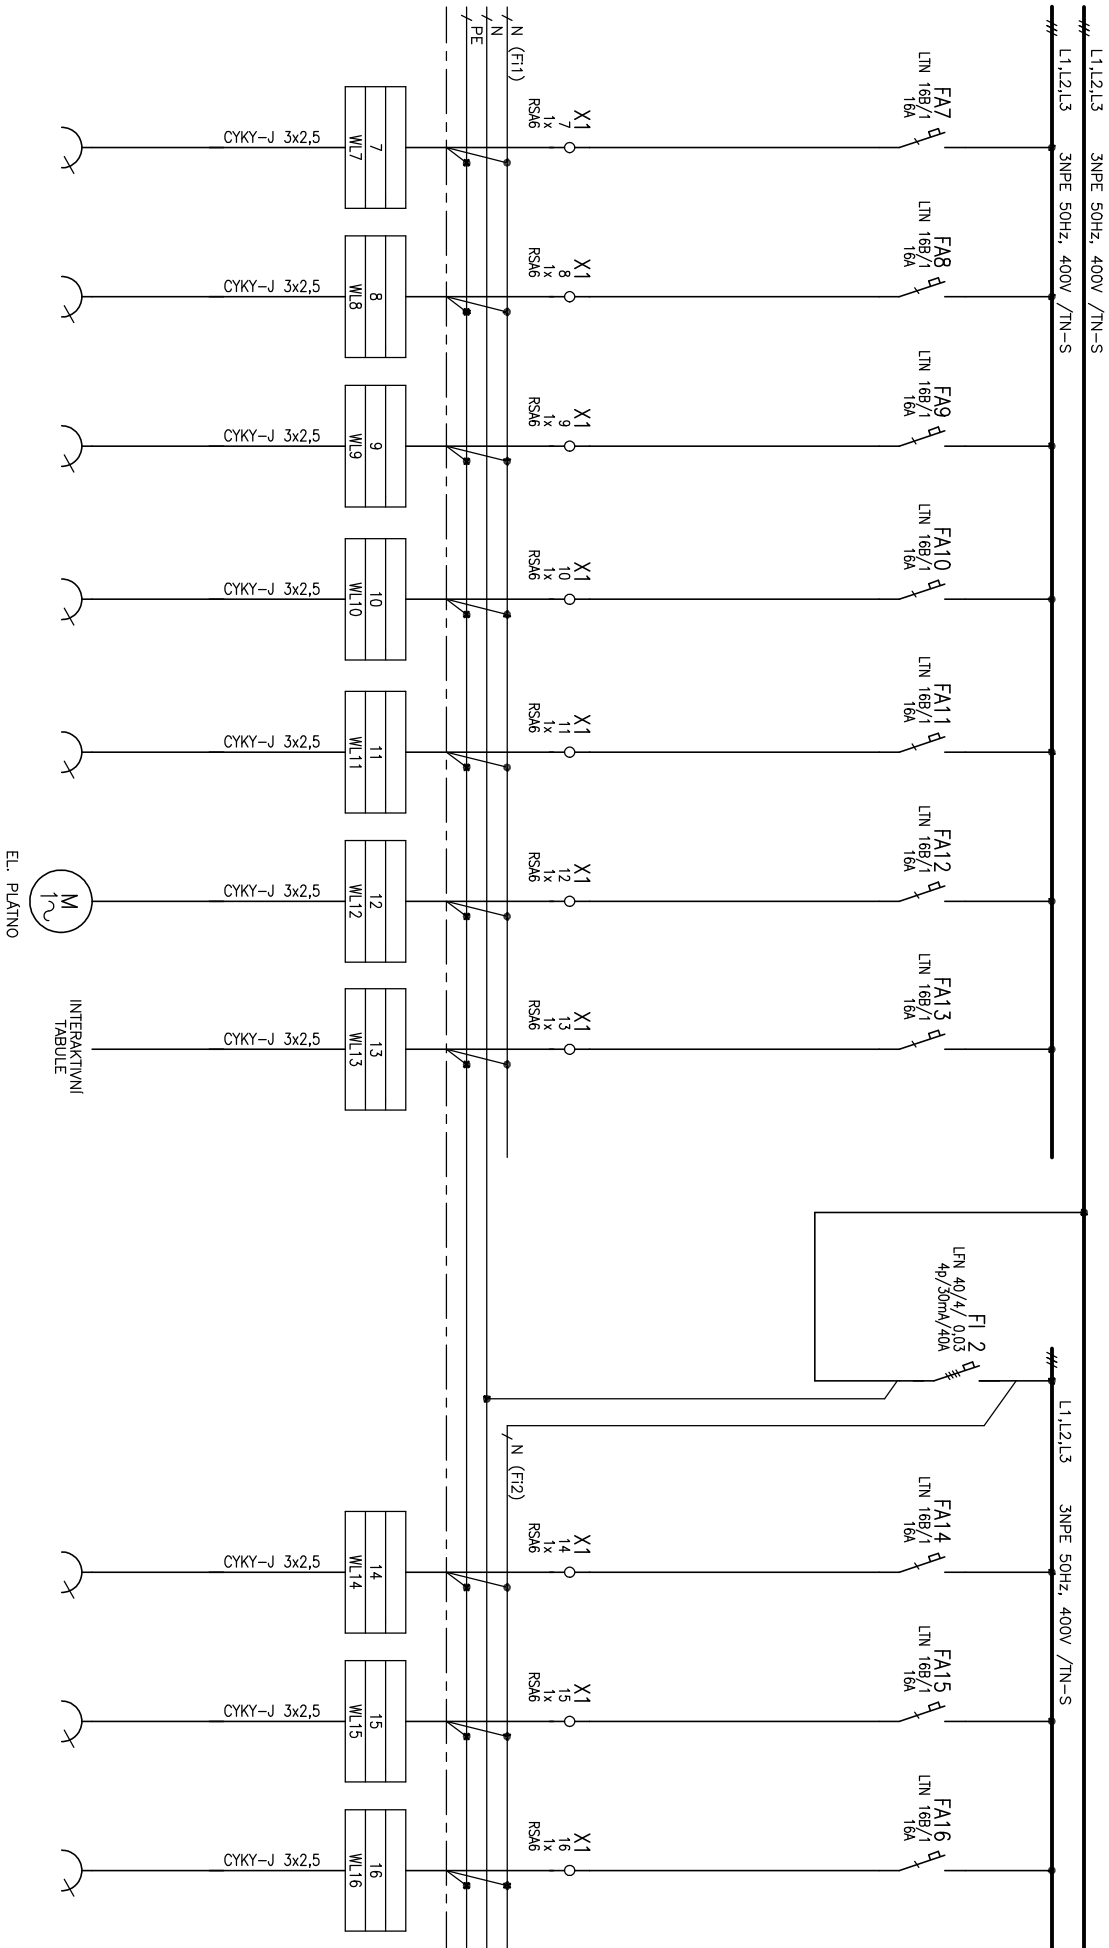 L1,L2,L3 3NPE 50Hz, 400V /TN-S
L1,L2,L3 3NPE 50Hz, 400V /TN-S
FA7
LTN 16B/1
16A
FA8
LTN 16B/1
16A
FA9
LTN 16B/1
16A
FA10
LTN 16B/1
16A
FA11
LTN 16B/1
16A
FA12
LTN 16B/1
16A
FA13
LTN 16B/1
16A
FI 2
LFN 40/4/ 0,03
4p/30mA/40A
L1,L2,L3 3NPE 50Hz, 400V /TN-S
FA14
LTN 16B/1
16A
FA15
LTN 16B/1
16A
FA16
LTN 16B/1
16A
X1
7
1x
RSA6
X1
8
1x
RSA6
X1
9
1x
RSA6
X1
10
1x
RSA6
X1
11
1x
RSA6
X1
12
1x
RSA6
X1
13
1x
RSA6
X1
14
1x
RSA6
X1
15
1x
RSA6
X1
16
1x
RSA6
N (Fi1)
N
PE
N (Fi2)
7
WL7
8
WL8
9
WL9
10
WL10
11
WL11
12
WL12
13
WL13
14
WL14
15
WL15
16
WL16
CYKY-J 3x2,5
CYKY-J 3x2,5
CYKY-J 3x2,5
CYKY-J 3x2,5
CYKY-J 3x2,5
CYKY-J 3x2,5
CYKY-J 3x2,5
CYKY-J 3x2,5
CYKY-J 3x2,5
CYKY-J 3x2,5
M
1~
EL. PLÁTNO
INTERAKTIVNÍ
TABULE